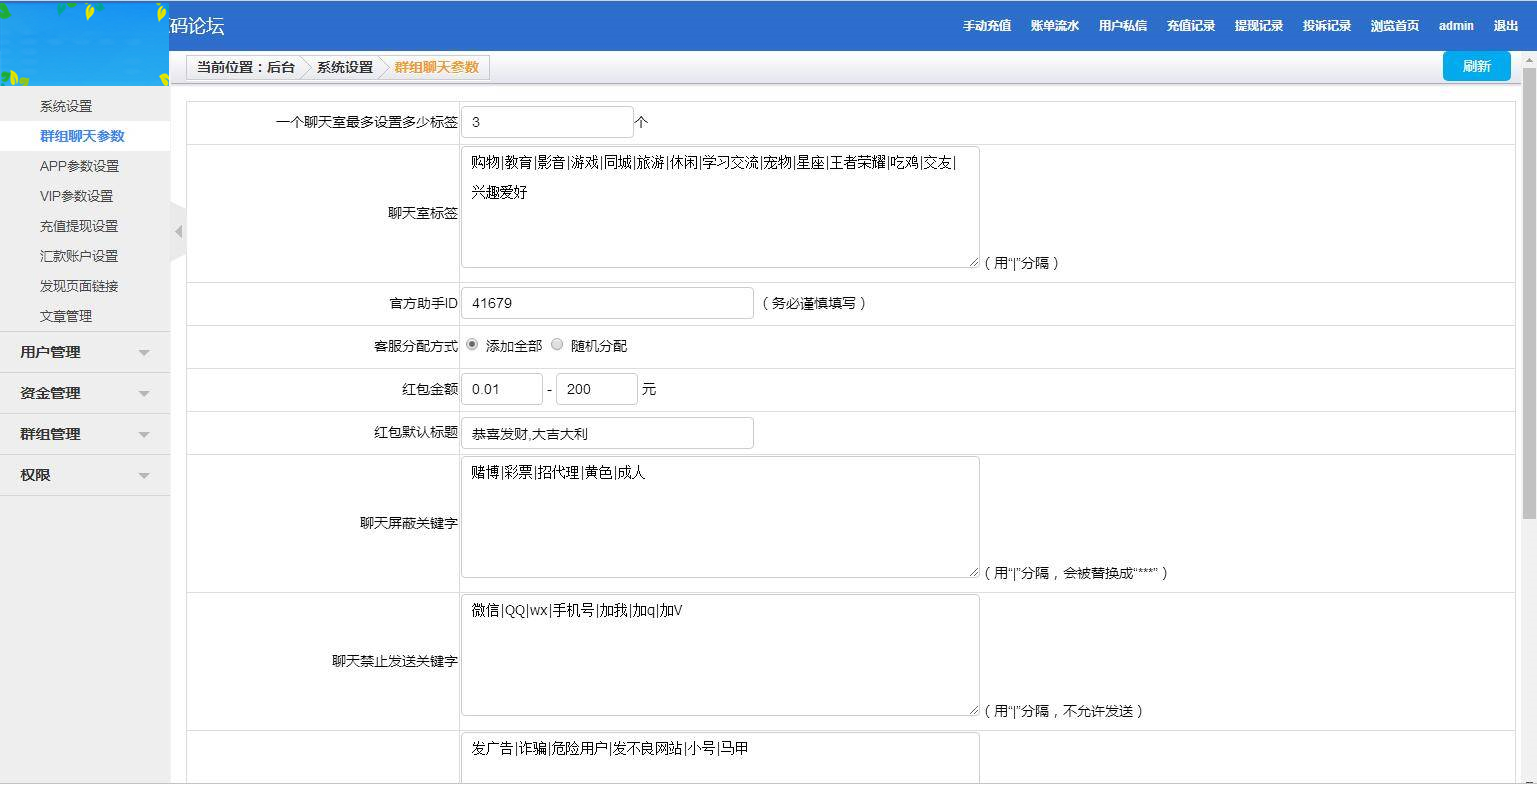 码论坛
手动充值 账单流水 用户私信 充值记录 提现记录 投诉记录 浏览首页 admin 退出
当前位置：后台 系统设置 群组聊天参数
刷新
系统设置
群组聊天参数
APP参数设置
VIP参数设置
充值提现设置
汇款账户设置
发现页面链接
文章管理
用户管理
资金管理
群组管理
权限
一个聊天室最多设置多少标签 3 个
聊天室标签
购物|教育|影音|游戏|同城|旅游|休闲|学习交流|宠物|星座|王者荣耀|吃鸡|交友|
兴趣爱好
（用“|”分隔）
官方助手ID 41679 （务必谨慎填写）
客服分配方式 添加全部 随机分配
红包金额 0.01 - 200 元
红包默认标题 恭喜发财,大吉大利
聊天屏蔽关键字
赌博|彩票|招代理|黄色|成人
（用“|”分隔，会被替换成“***”）
聊天禁止发送关键字
微信|QQ|wx|手机号|加我|加q|加V
（用“|”分隔，不允许发送）
发广告|诈骗|危险用户|发不良网站|小号|马甲